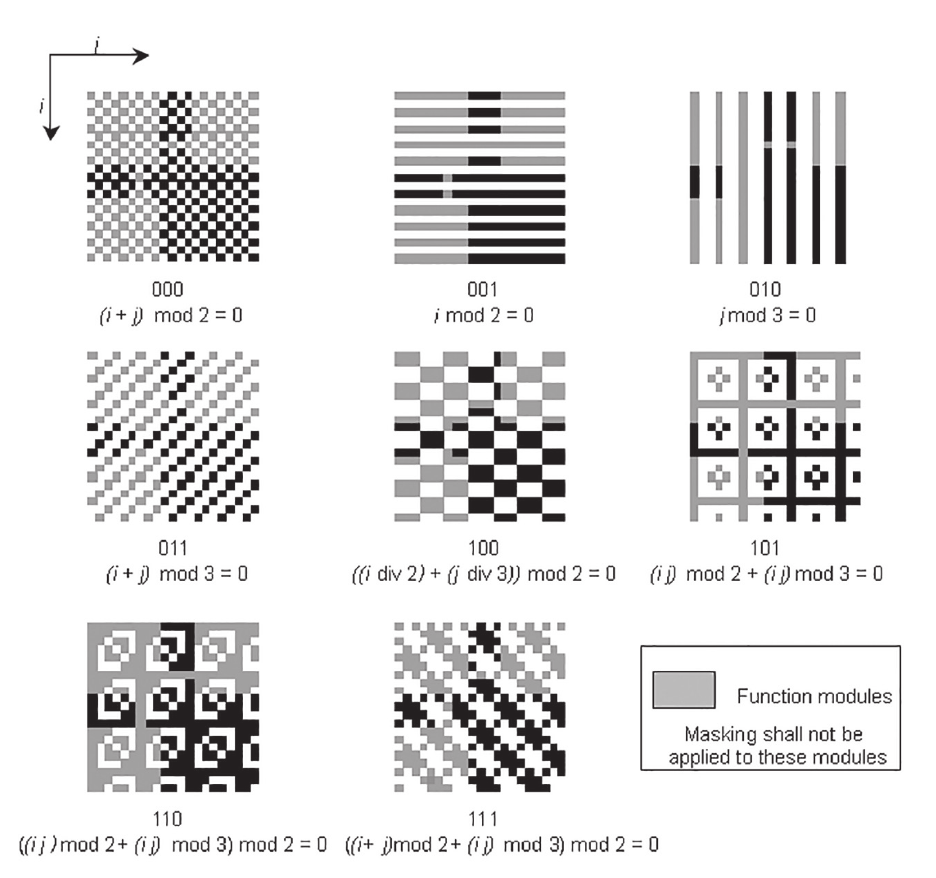 j
i
000
(i + j) mod 2 = 0
001
i mod 2 = 0
010
j mod 3 = 0
011
(i + j) mod 3 = 0
100
((i div 2) + (j div 3)) mod 2 = 0
101
(i j) mod 2 + (i j) mod 3 = 0
110
((i j) mod 2 + (i j) mod 3) mod 2 = 0
111
((i + j) mod 2 + (i j) mod 3) mod 2 = 0
Function modules
Masking shall not be
applied to these modules